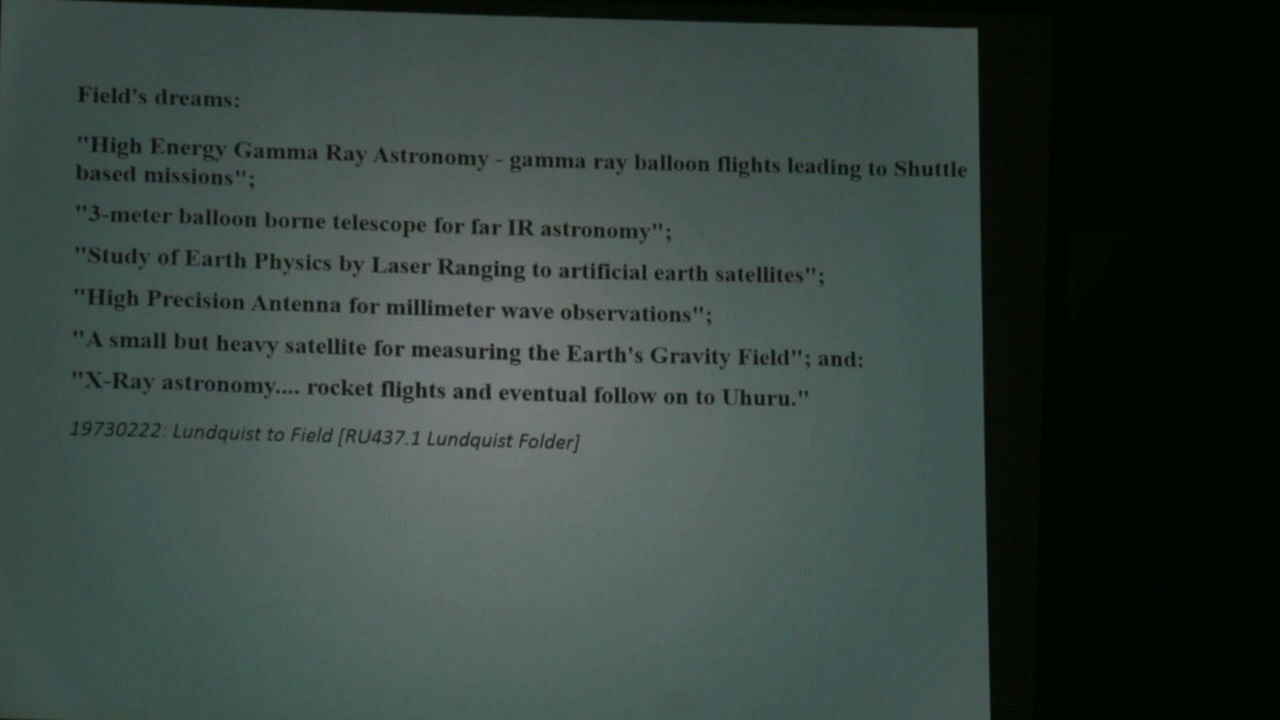 Field's dreams:
"High Energy Gamma Ray Astronomy - gamma ray balloon flights leading to Shuttle
based missions";
"3-meter balloon borne telescope for far IR astronomy";
"Study of Earth Physics by Laser Ranging to artificial earth satellites";
"High Precision Antenna for millimeter wave observations";
"A small but heavy satellite for measuring the Earth's Gravity Field"; and:
"X-Ray astronomy.... rocket flights and eventual follow on to Uhuru."
19730222: Lundquist to Field [RU437.1 Lundquist Folder]